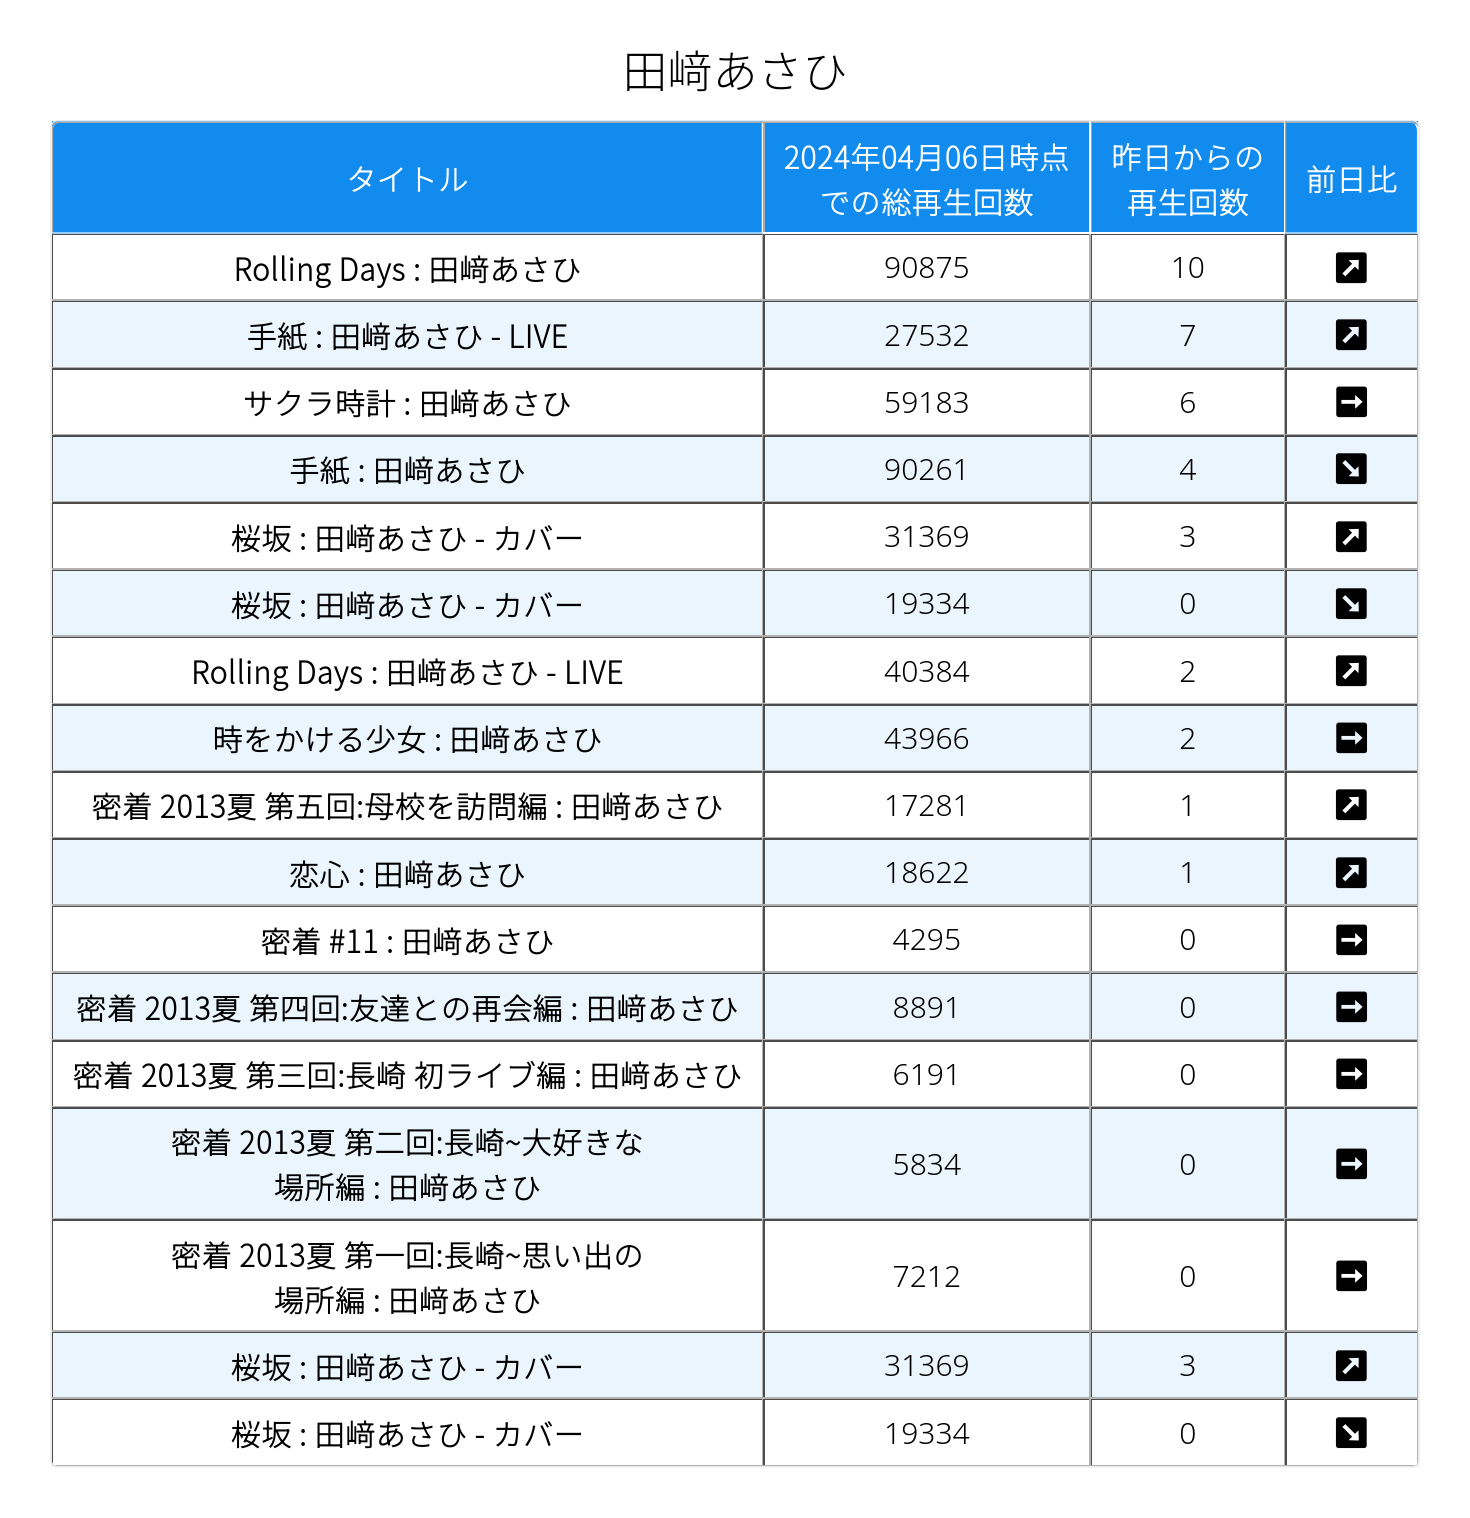 田﨑あさひ
タイトル
2024年04月06日時点
での総再生回数
昨日からの
再生回数
前日比
Rolling Days : 田﨑あさひ 90875 10
手紙 : 田﨑あさひ - LIVE 27532 7
サクラ時計 : 田﨑あさひ 59183 6
手紙 : 田﨑あさひ 90261 4
桜坂 : 田﨑あさひ - カバー 31369 3
桜坂 : 田﨑あさひ - カバー 19334 0
Rolling Days : 田﨑あさひ - LIVE 40384 2
時をかける少女 : 田﨑あさひ 43966 2
密着 2013夏 第五回:母校を訪問編 : 田﨑あさひ 17281 1
恋心 : 田﨑あさひ 18622 1
密着 #11 : 田﨑あさひ 4295 0
密着 2013夏 第四回:友達との再会編 : 田﨑あさひ 8891 0
密着 2013夏 第三回:長崎 初ライブ編 : 田﨑あさひ 6191 0
密着 2013夏 第二回:長崎~大好きな
場所編 : 田﨑あさひ 5834 0
密着 2013夏 第一回:長崎~思い出の
場所編 : 田﨑あさひ 7212 0
桜坂 : 田﨑あさひ - カバー 31369 3
桜坂 : 田﨑あさひ - カバー 19334 0